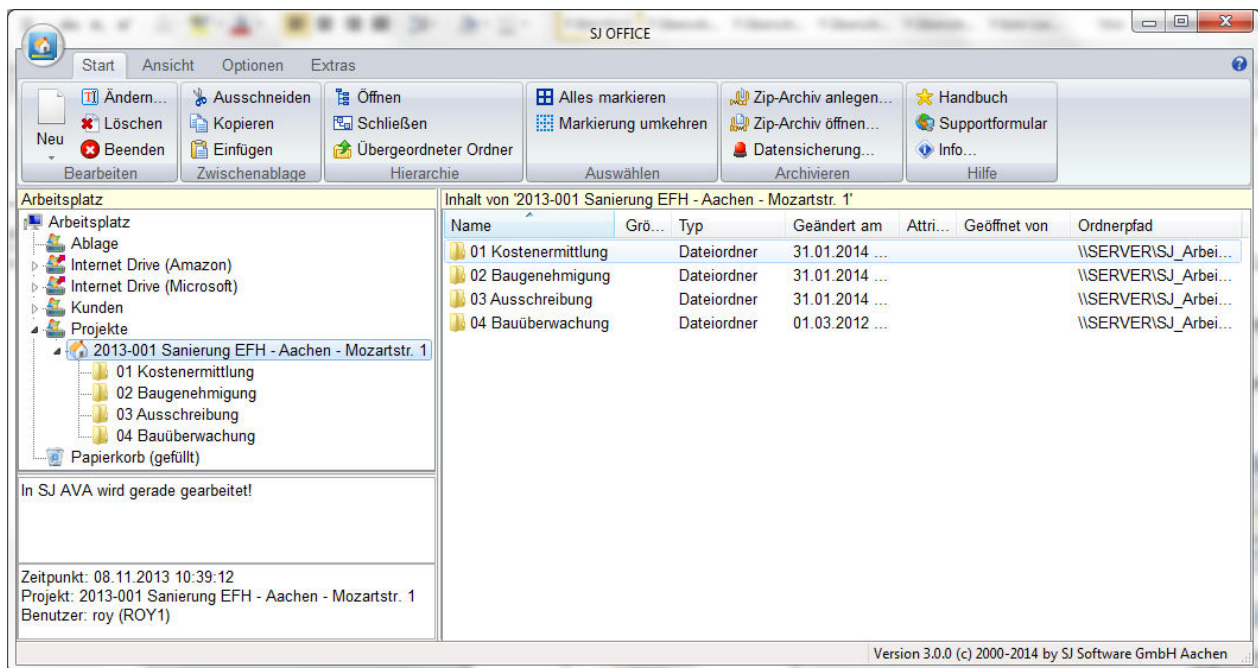 SJ OFFICE
Start Ansicht Optionen Extras
Neu
Ändern...
Löschen
Beenden
Bearbeiten
Ausschneiden
Kopieren
Einfügen
Zwischenablage
Öffnen
Schließen
Übergeordneter Ordner
Hierarchie
Alles markieren
Markierung umkehren
Auswählen
Zip-Archiv anlegen...
Zip-Archiv öffnen...
Datensicherung...
Archivieren
Handbuch
Supportformular
Info...
Hilfe
Arbeitsplatz
Arbeitsplatz
Ablage
Internet Drive (Amazon)
Internet Drive (Microsoft)
Kunden
Projekte
2013-001 Sanierung EFH - Aachen - Mozartstr. 1
01 Kostenermittlung
02 Baugenehmigung
03 Ausschreibung
04 Bauüberwachung
Papierkorb (gefüllt)
In SJ AVA wird gerade gearbeitet!
Zeitpunkt: 08.11.2013 10:39:12
Projekt: 2013-001 Sanierung EFH - Aachen - Mozartstr. 1
Benutzer: roy (ROY1)
Inhalt von '2013-001 Sanierung EFH - Aachen - Mozartstr. 1'
Name Grö... Typ Geändert am Attri... Geöffnet von Ordnerpfad
01 Kostenermittlung Dateiordner 31.01.2014 ... \\SERVER\SJ_Arbei...
02 Baugenehmigung Dateiordner 31.01.2014 ... \\SERVER\SJ_Arbei...
03 Ausschreibung Dateiordner 31.01.2014 ... \\SERVER\SJ_Arbei...
04 Bauüberwachung Dateiordner 01.03.2012 ... \\SERVER\SJ_Arbei...
Version 3.0.0 (c) 2000-2014 by SJ Software GmbH Aachen